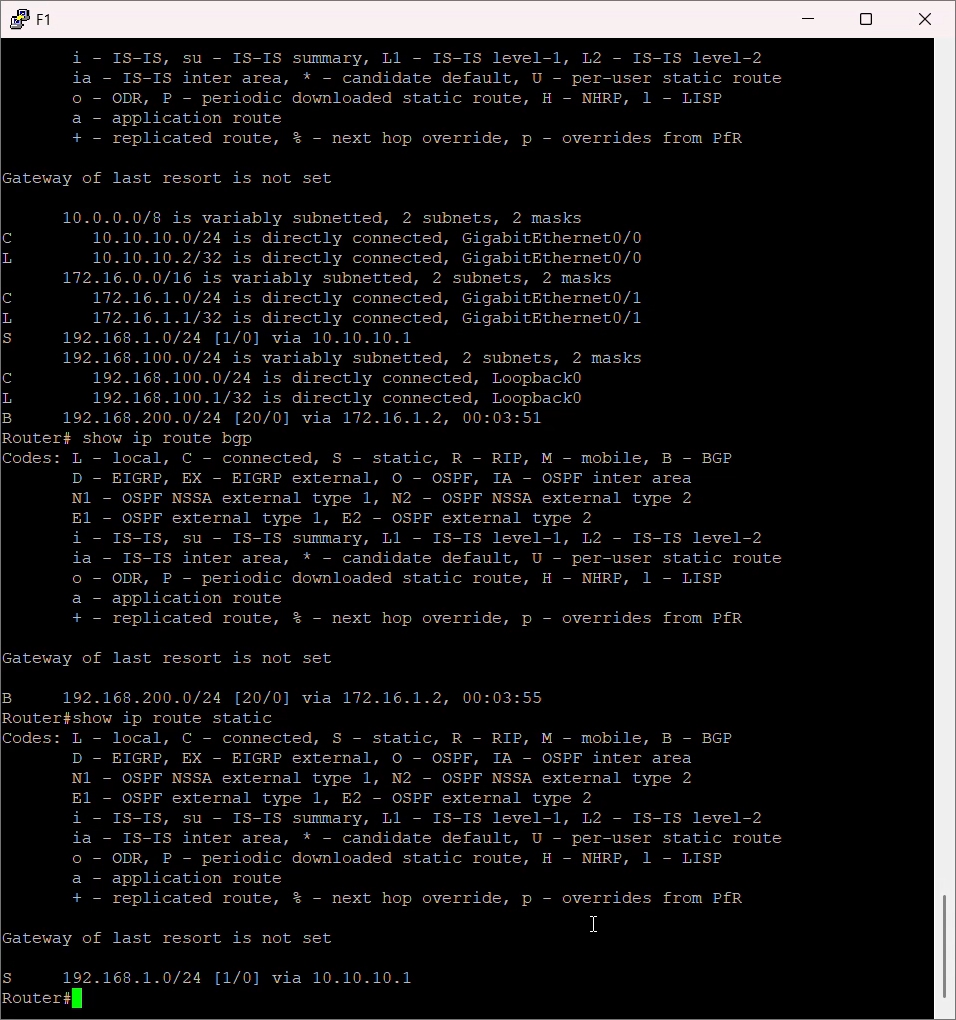 F1
i - IS-IS, su - IS-IS summary, L1 - IS-IS level-1, L2 - IS-IS level-2
ia - IS-IS inter area, * - candidate default, U - per-user static route
o - ODR, P - periodic downloaded static route, H - NHRP, l - LISP
a - application route
+ - replicated route, % - next hop override, p - overrides from PfR
Gateway of last resort is not set
10.0.0.0/8 is variably subnetted, 2 subnets, 2 masks
C        10.10.10.0/24 is directly connected, GigabitEthernet0/0
L        10.10.10.2/32 is directly connected, GigabitEthernet0/0
172.16.0.0/16 is variably subnetted, 2 subnets, 2 masks
C        172.16.1.0/24 is directly connected, GigabitEthernet0/1
L        172.16.1.1/32 is directly connected, GigabitEthernet0/1
S     192.168.1.0/24 [1/0] via 10.10.10.1
192.168.100.0/24 is variably subnetted, 2 subnets, 2 masks
C        192.168.100.0/24 is directly connected, Loopback0
L        192.168.100.1/32 is directly connected, Loopback0
B     192.168.200.0/24 [20/0] via 172.16.1.2, 00:03:51
Router# show ip route bgp
Codes: L - local, C - connected, S - static, R - RIP, M - mobile, B - BGP
D - EIGRP, EX - EIGRP external, O - OSPF, IA - OSPF inter area
N1 - OSPF NSSA external type 1, N2 - OSPF NSSA external type 2
E1 - OSPF external type 1, E2 - OSPF external type 2
i - IS-IS, su - IS-IS summary, L1 - IS-IS level-1, L2 - IS-IS level-2
ia - IS-IS inter area, * - candidate default, U - per-user static route
o - ODR, P - periodic downloaded static route, H - NHRP, l - LISP
a - application route
+ - replicated route, % - next hop override, p - overrides from PfR
Gateway of last resort is not set
B     192.168.200.0/24 [20/0] via 172.16.1.2, 00:03:55
Router#show ip route static
Codes: L - local, C - connected, S - static, R - RIP, M - mobile, B - BGP
D - EIGRP, EX - EIGRP external, O - OSPF, IA - OSPF inter area
N1 - OSPF NSSA external type 1, N2 - OSPF NSSA external type 2
E1 - OSPF external type 1, E2 - OSPF external type 2
i - IS-IS, su - IS-IS summary, L1 - IS-IS level-1, L2 - IS-IS level-2
ia - IS-IS inter area, * - candidate default, U - per-user static route
o - ODR, P - periodic downloaded static route, H - NHRP, l - LISP
a - application route
+ - replicated route, % - next hop override, p - overrides from PfR
Gateway of last resort is not set
S     192.168.1.0/24 [1/0] via 10.10.10.1
Router#